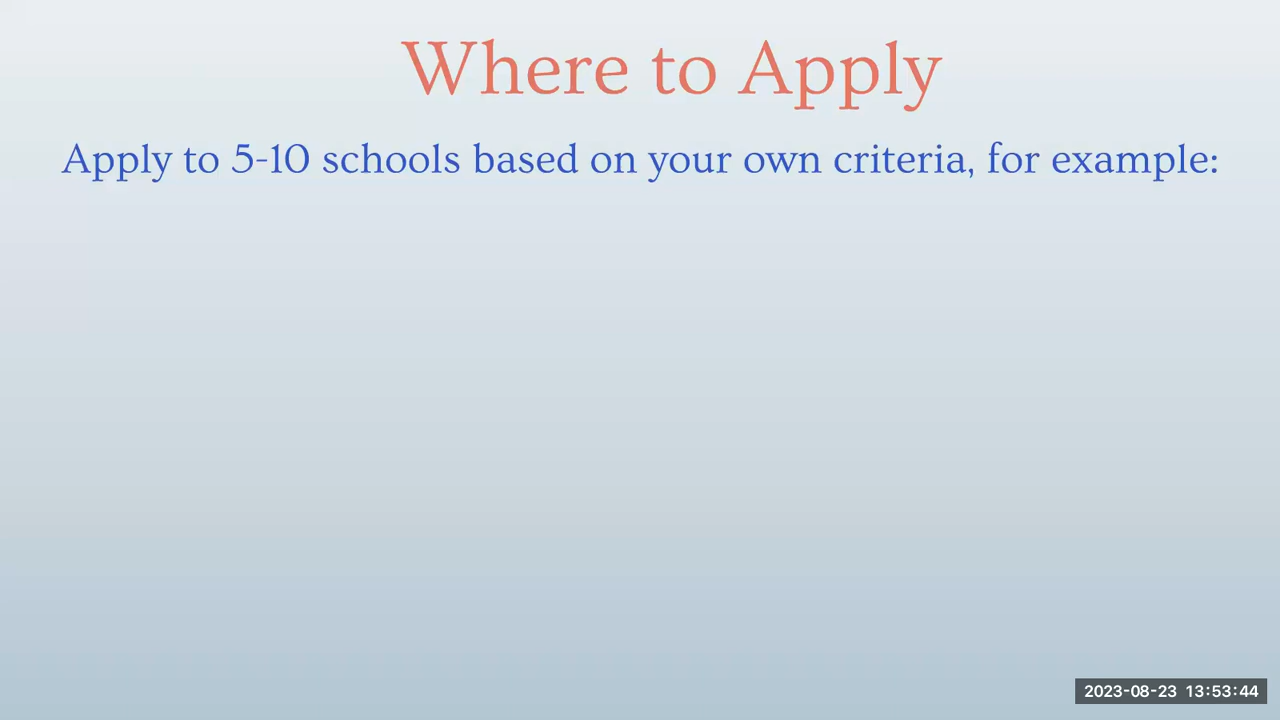 Where to Apply
Apply to 5-10 schools based on your own criteria, for example:
2023-08-23 13:53:44